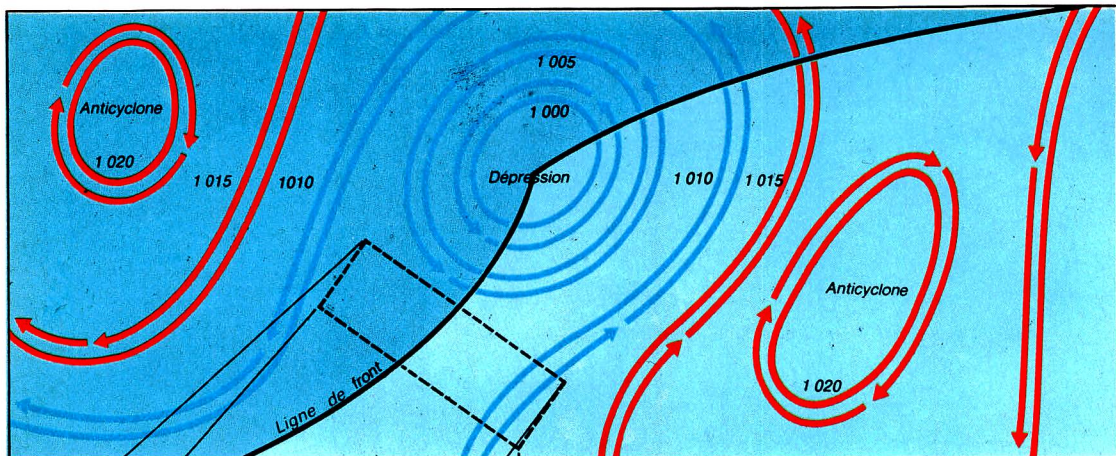 1 005
1 000
Anticyclone
1 020
1 015
1010
Dépression
1 010
1 015
Anticyclone
1 020
Ligne de front